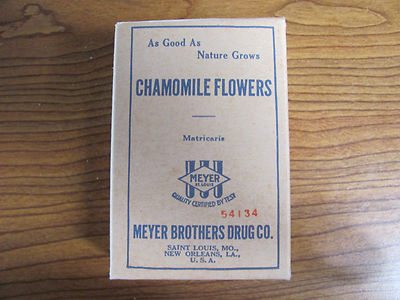 As Good As
Nature Grows
CHAMOMILE FLOWERS
Matricaris
MEYER
ST. LOUIS
QUALITY CERTIFIED BY TEST
54134
MEYER BROTHERS DRUG CO.
SAINT LOUIS, MO.,
NEW ORLEANS, LA.,
U. S. A.